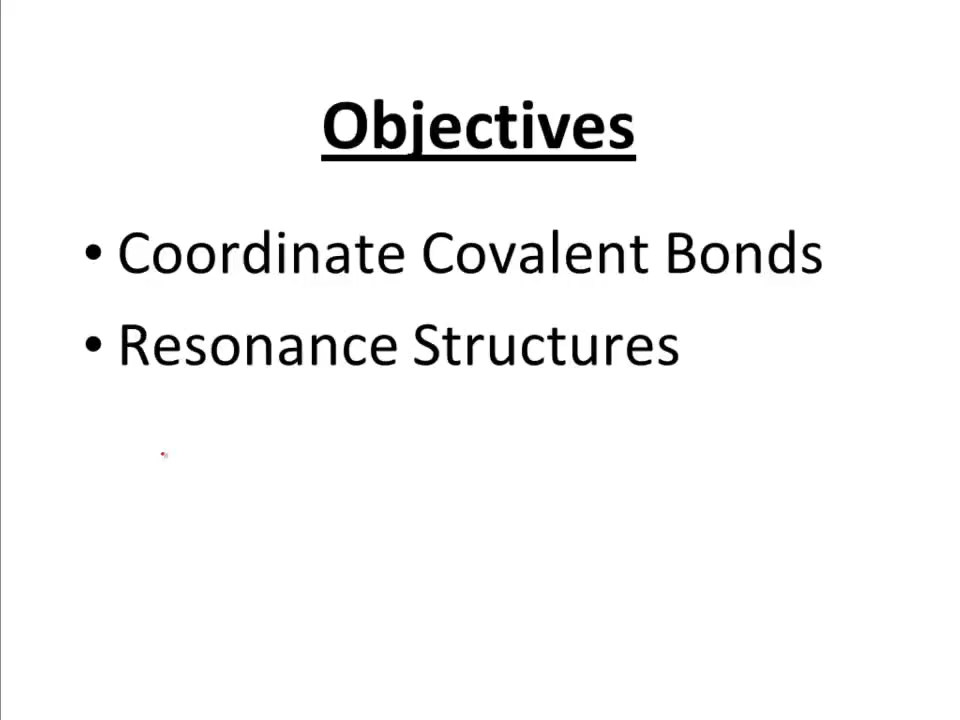 Objectives
• Coordinate Covalent Bonds
• Resonance Structures